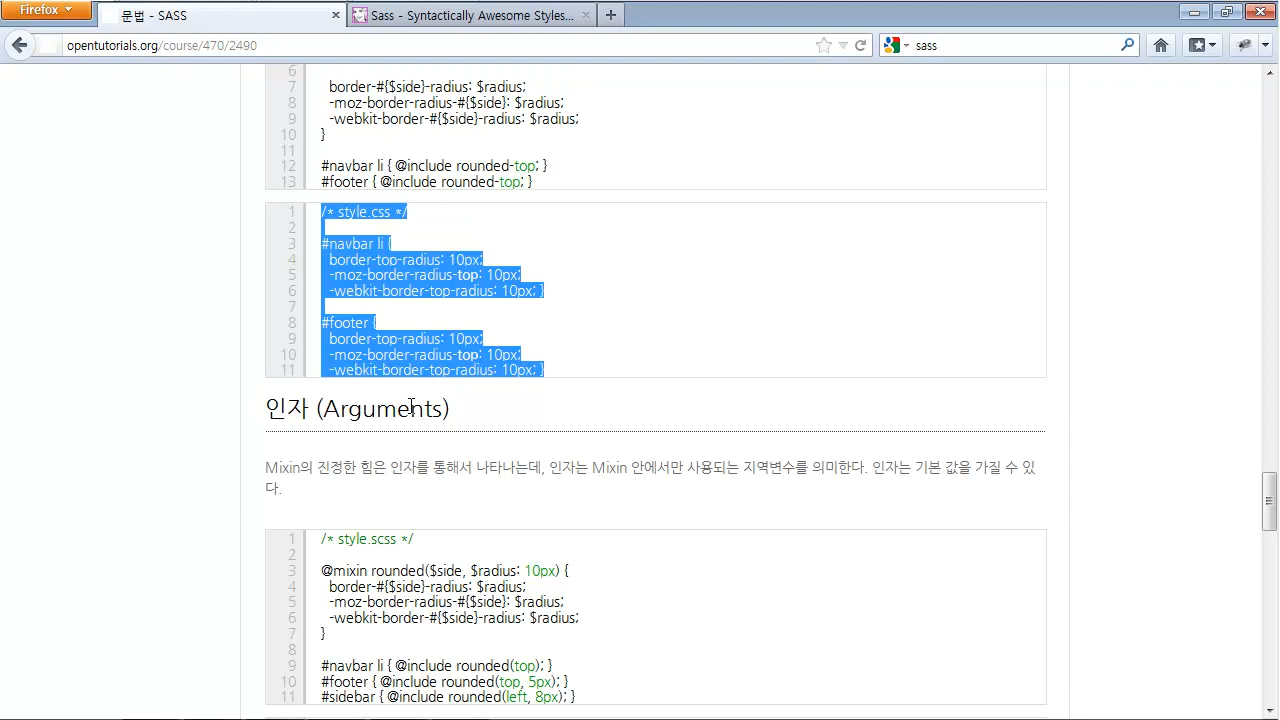 Firefox
문법 - SASS
Sass - Syntactically Awesome Styles...
opentutorials.org/course/470/2490
sass
6
7 border-#{$side}-radius: $radius;
8 -moz-border-radius-#{$side}: $radius;
9 -webkit-border-#{$side}-radius: $radius;
10 }
11
12 #navbar li { @include rounded-top; }
13 #footer { @include rounded-top; }
1 /* style.css */
2
3 #navbar li {
4 border-top-radius: 10px;
5 -moz-border-radius-top: 10px;
6 -webkit-border-top-radius: 10px; }
7
8 #footer {
9 border-top-radius: 10px;
10 -moz-border-radius-top: 10px;
11 -webkit-border-top-radius: 10px; }
인자 (Arguments)
Mixin의 진정한 힘은 인자를 통해서 나타나는데, 인자는 Mixin 안에서만 사용되는 지역변수를 의미한다. 인자는 기본 값을 가질 수 있
다.
1 /* style.scss */
2
3 @mixin rounded($side, $radius: 10px) {
4 border-#{$side}-radius: $radius;
5 -moz-border-radius-#{$side}: $radius;
6 -webkit-border-#{$side}-radius: $radius;
7 }
8
9 #navbar li { @include rounded(top); }
10 #footer { @include rounded(top, 5px); }
11 #sidebar { @include rounded(left, 8px); }